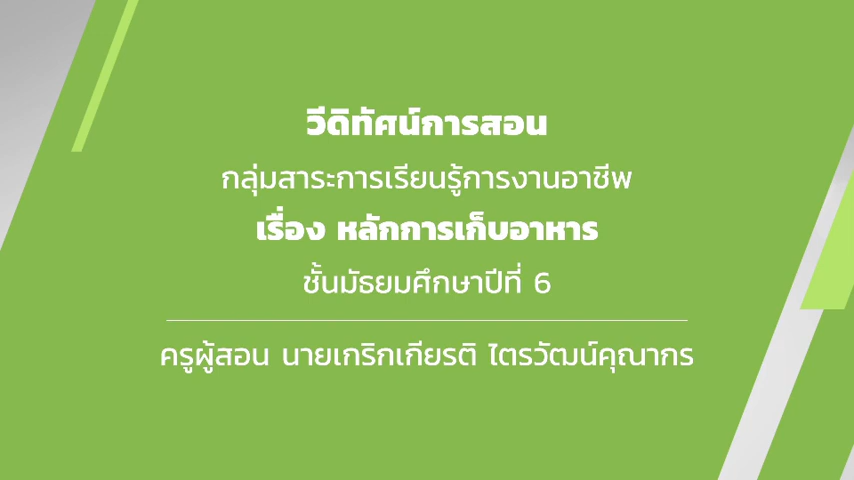 วีดิทัศน์การสอน
กลุ่มสาระการเรียนรู้การงานอาชีพ
เรื่อง หลักการเก็บอาหาร
ชั้นมัธยมศึกษาปีที่ 6
ครูผู้สอน นายเกริกเกียรติ ไตรวัฒน์คุณากร